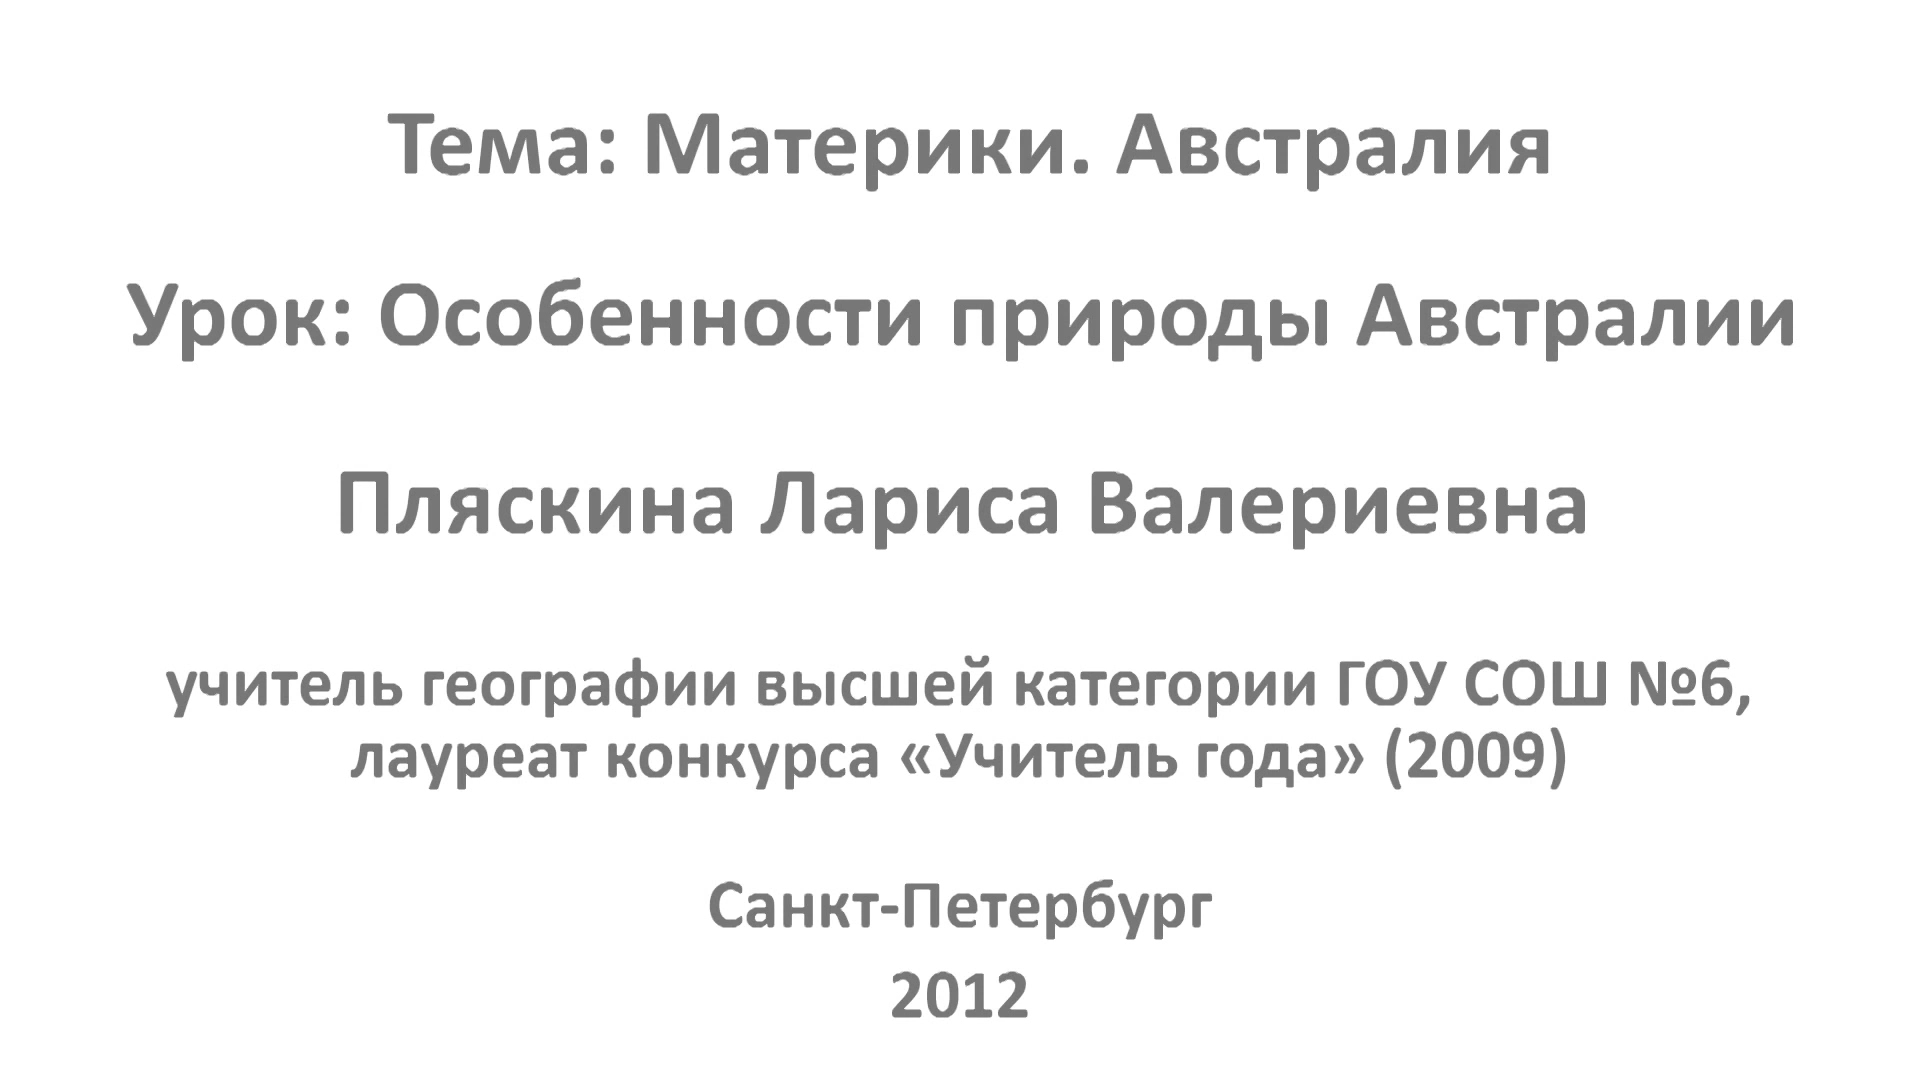 Тема: Материки. Австралия
Урок: Особенности природы Австралии
Пляскина Лариса Валериевна
учитель географии высшей категории ГОУ СОШ №6,
лауреат конкурса «Учитель года» (2009)
Санкт-Петербург
2012